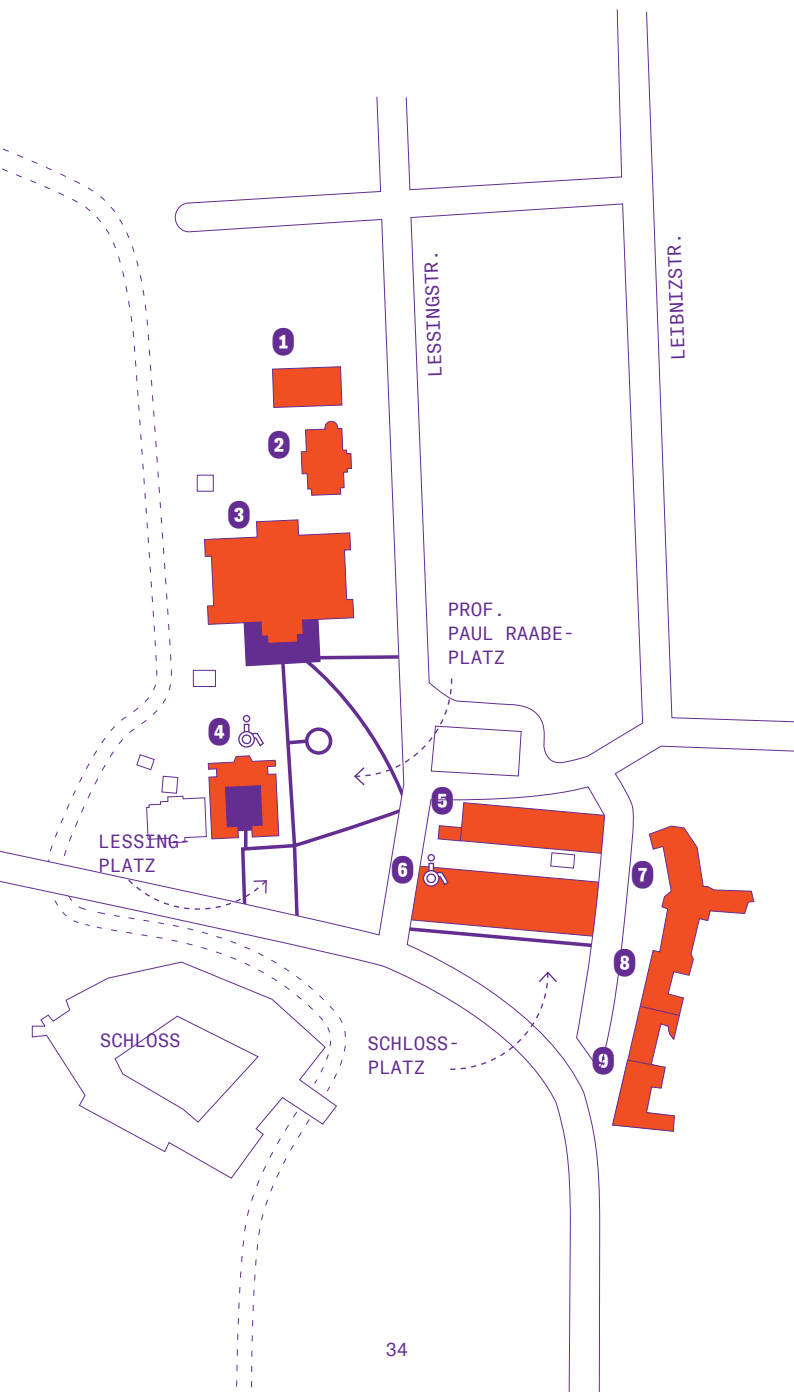 LESSINGSTR.
LEIBNIZSTR.
1
2
3
PROF.
PAUL RAABE-
PLATZ
4
5
LESSING-
PLATZ
6
7
8
SCHLOSS
SCHLOSS-
PLATZ
9
34